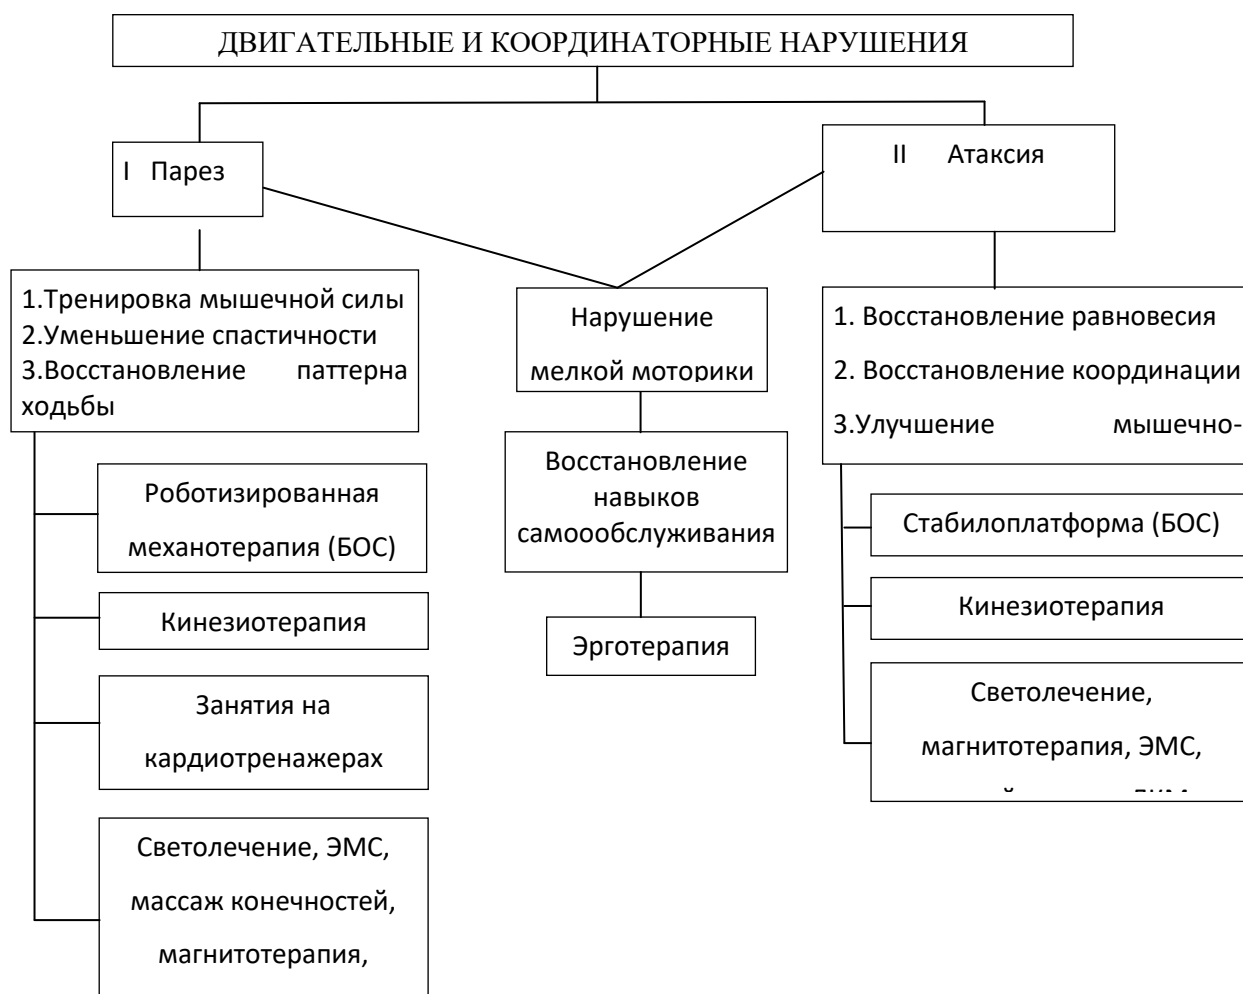 ДВИГАТЕЛЬНЫЕ И КООРДИНАТОРНЫЕ НАРУШЕНИЯ
I Парез
II Атаксия
1.Тренировка мышечной силы
2.Уменьшение спастичности
3.Восстановление паттерна
ходьбы
Роботизированная
механотерапия (БОС)
Кинезиотерапия
Занятия на
кардиотренажерах
Светолечение, ЭМС,
массаж конечностей,
магнитотерапия,
Нарушение
мелкой моторики
Восстановление
навыков
самоообслуживания
Эрготерапия
1. Восстановление равновесия
2. Восстановление координации
3.Улучшение мышечно-
Стабилоплатформа (БОС)
Кинезиотерапия
Светолечение,
магнитотерапия, ЭМС,